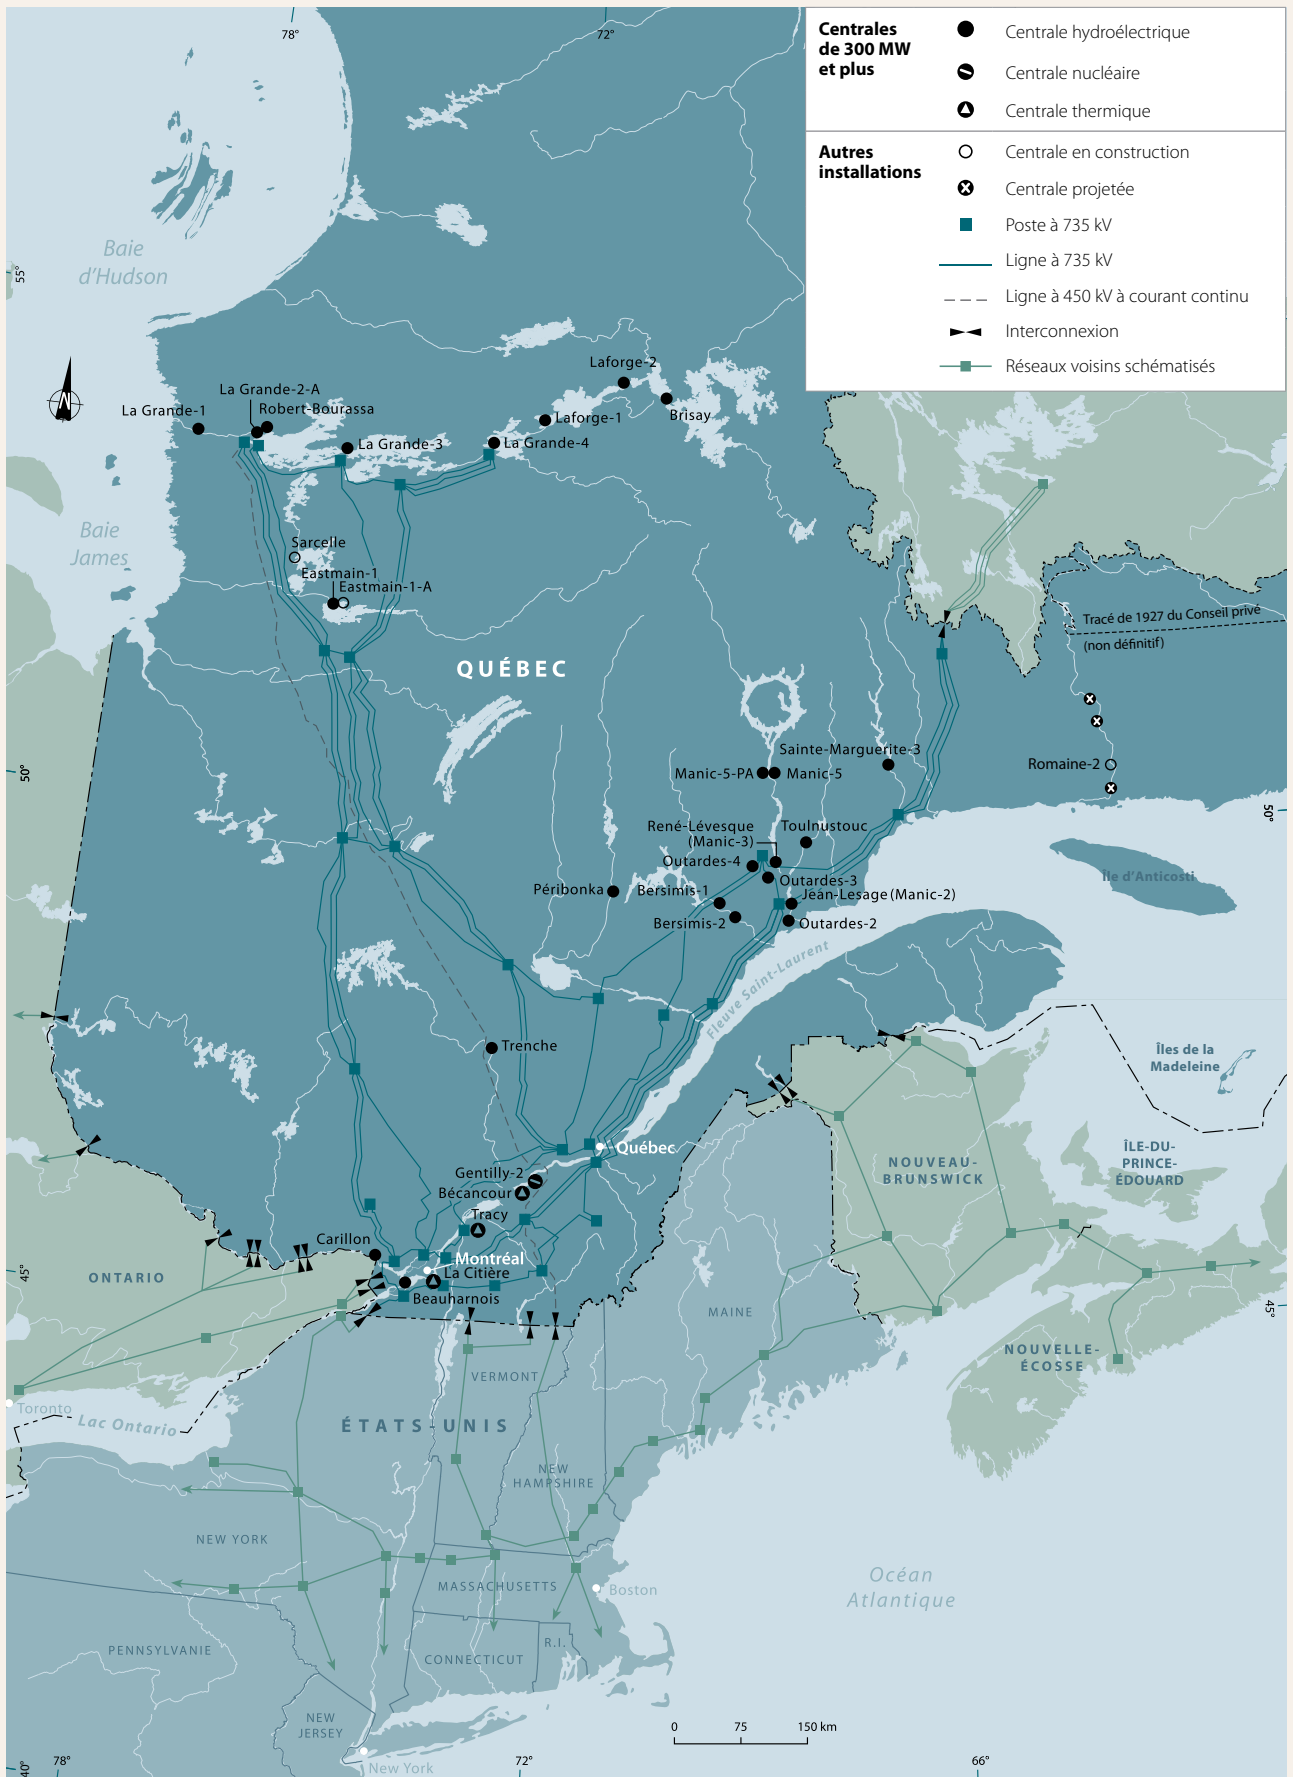 78°
72°
Centrales
de 300 MW
et plus
Centrale hydroélectrique
Centrale nucléaire
Centrale thermique
Autres
installations
Centrale en construction
Centrale projetée
Poste à 735 kV
Ligne à 735 kV
Ligne à 450 kV à courant continu
Interconnexion
Réseaux voisins schématisés
Baie
d'Hudson
55°
N
Laforge-2
La Grande-2-A
La Grande-1
Robert-Bourassa
Brisay
Laforge-1
La Grande-3
La Grande-4
Baie
James
Sarcelle
Eastmain-1
Eastmain-1-A
Tracé de 1927 du Conseil privé
(non définitif)
QUÉBEC
Sainte-Marguerite-3
Manic-5-PA
Manic-5
Romaine-2
50°
50°
René-Lévesque
(Manic-3)
Toulnustouc
Outardes-4
Outardes-3
Île d'Anticosti
Péribonka
Bersimis-1
Jean-Lesage (Manic-2)
Bersimis-2
Outardes-2
Fleuve Saint-Laurent
Trenche
Îles de la
Madeleine
Québec
Gentilly-2
Bécancour
NOUVEAU-
BRUNSWICK
ÎLE-DU-
PRINCE-
ÉDOUARD
Tracy
Carillon
Montréal
La Citière
Beauharnois
45°
ONTARIO
45°
MAINE
NOUVELLE-
ÉCOSSE
VERMONT
Toronto
Lac Ontario
ÉTATS-UNIS
NEW
HAMPSHIRE
NEW YORK
MASSACHUSETTS
Boston
Océan
Atlantique
PENNSYLVANIE
R.I.
CONNECTICUT
NEW
JERSEY
0
75
150 km
New York
40°
78°
72°
66°